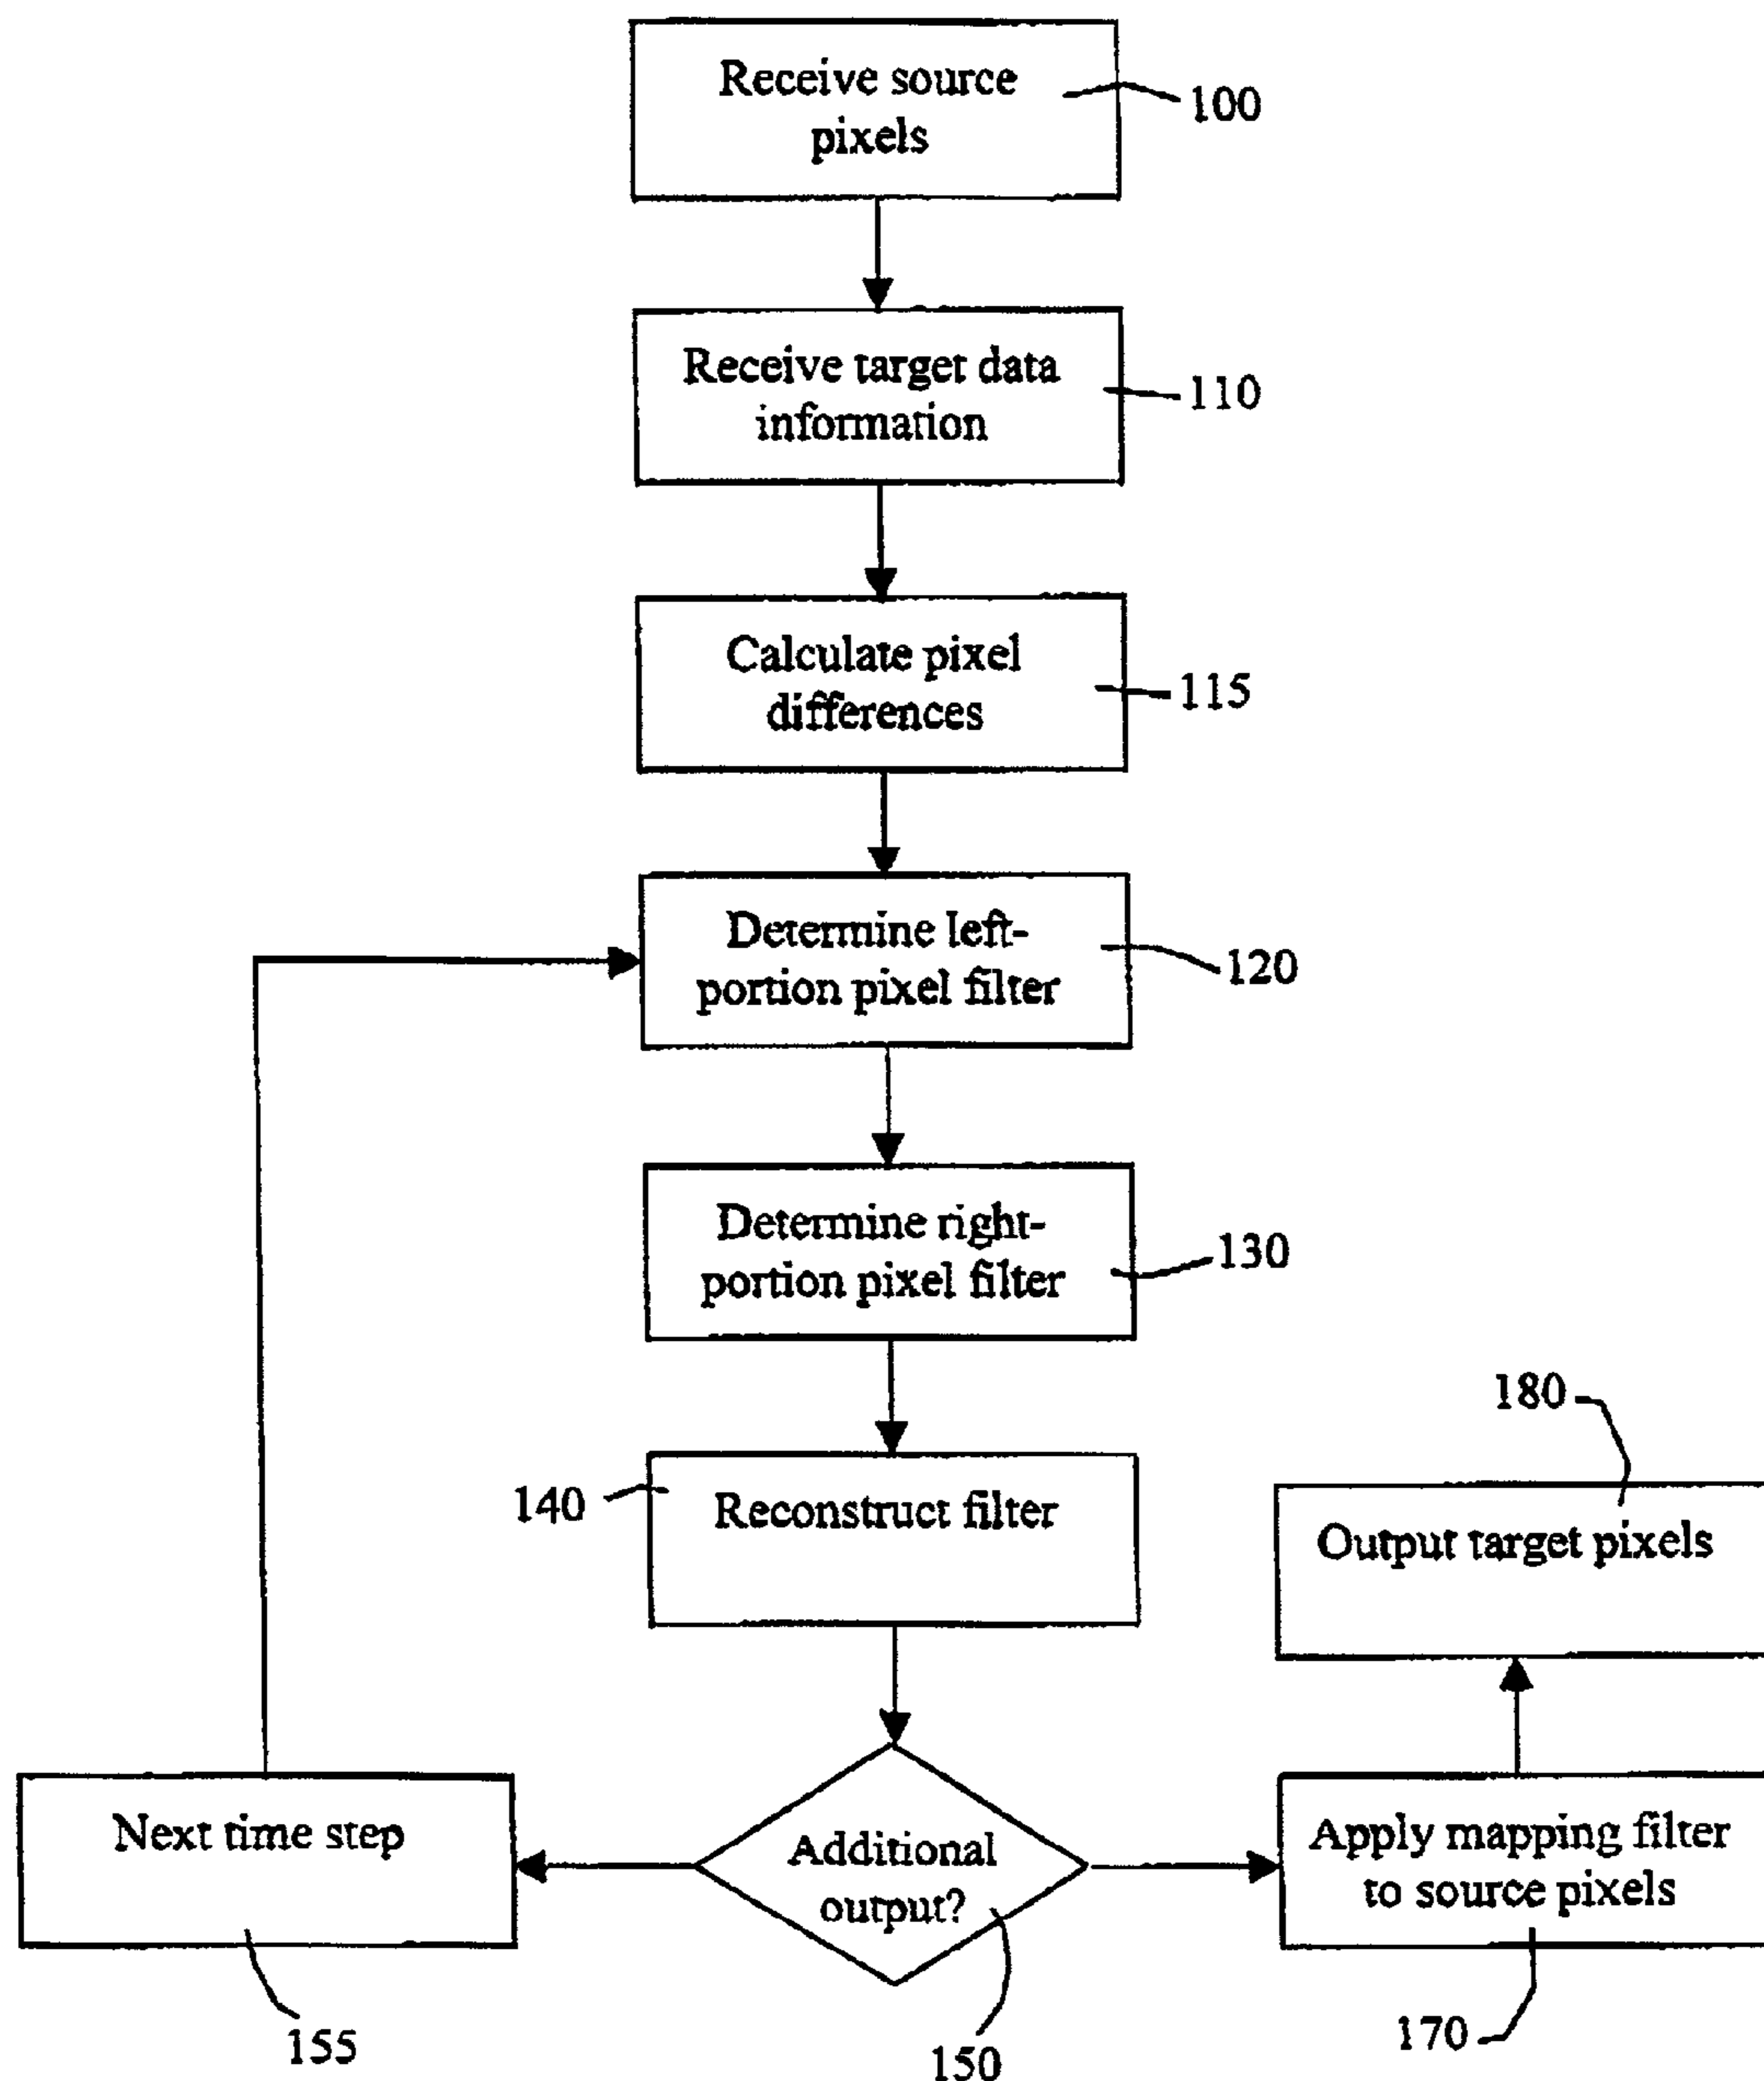 Receive source
pixels
100
Receive target data
information
110
Calculate pixel
differences
115
Determine left-
portion pixel filter
120
Determine right-
portion pixel filter
130
180
140
Reconstruct filter
Output target pixels
Next time step
Additional
output?
Apply mapping filter
to source pixels
155
150
170